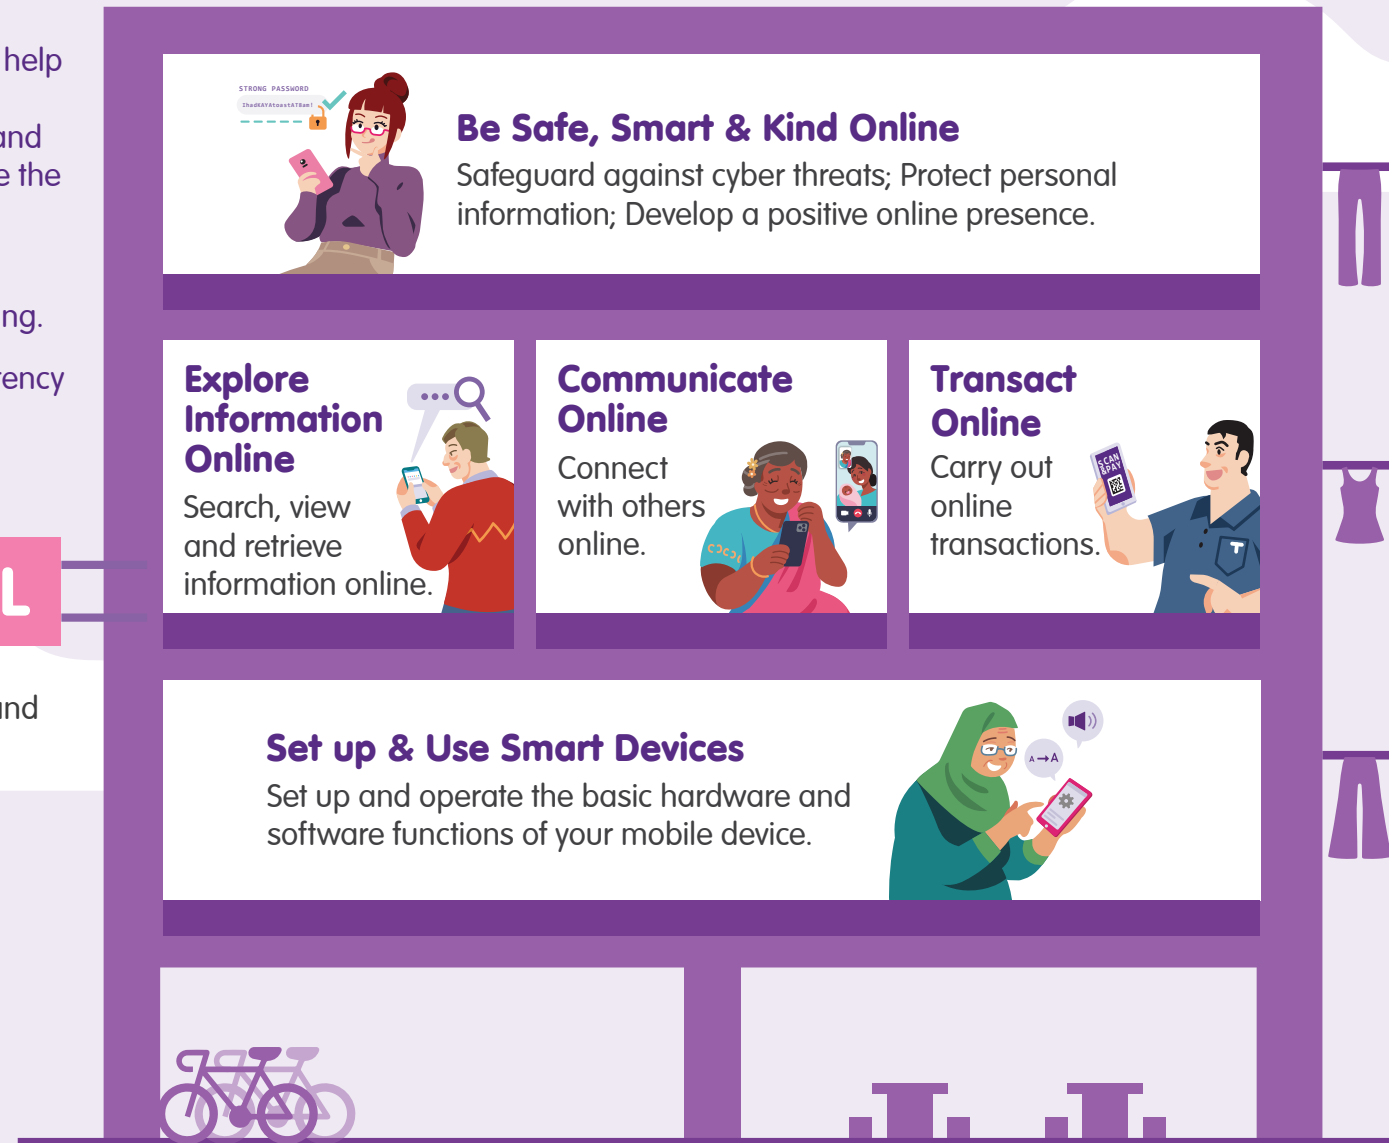 help
and
e the
ng.
rency
L
und
STRONG PASSWORD
IhadKAYAtoastAT8am!
Be Safe, Smart & Kind Online
Safeguard against cyber threats; Protect personal
information; Develop a positive online presence.
Explore
Information
Online
Search, view
and retrieve
information online.
Communicate
Online
Connect
with others
online.
Transact
Online
Carry out
online
transactions.
SCAN
&PAY
T
Set up & Use Smart Devices
Set up and operate the basic hardware and
software functions of your mobile device.
A→A